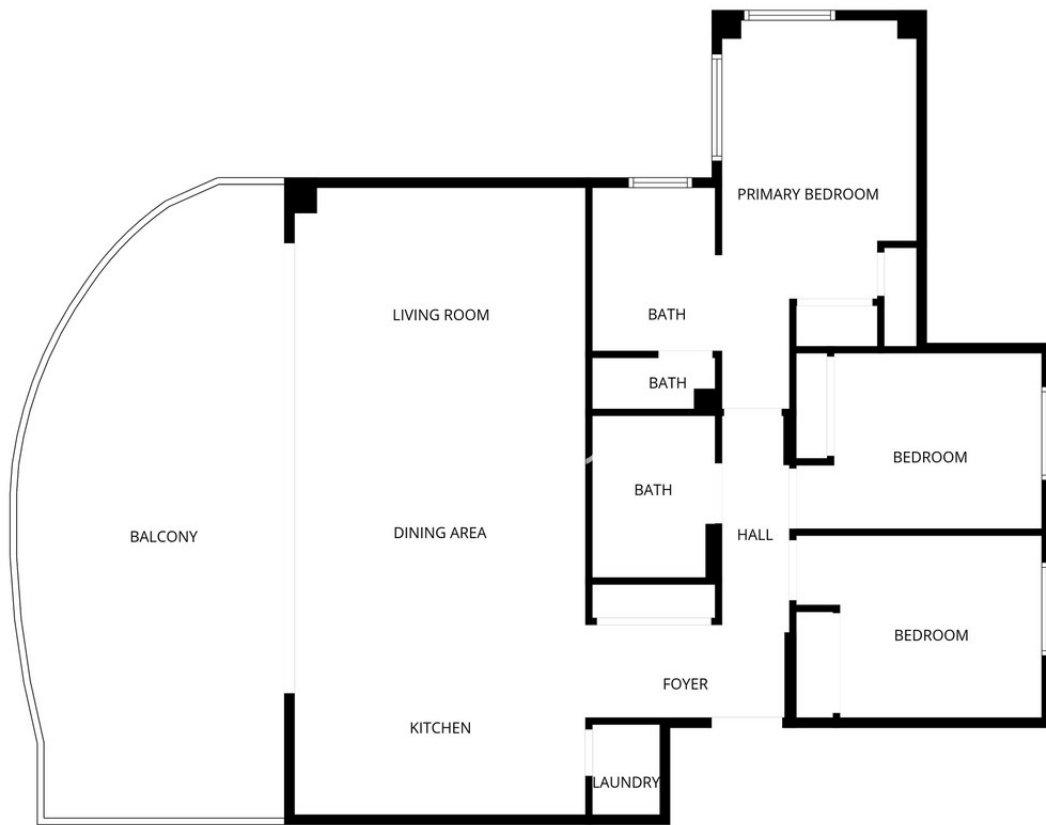 PRIMARY BEDROOM
LIVING ROOM
BATH
BATH
BEDROOM
BATH
BALCONY
DINING AREA
HALL
BEDROOM
FOYER
KITCHEN
LAUNDRY